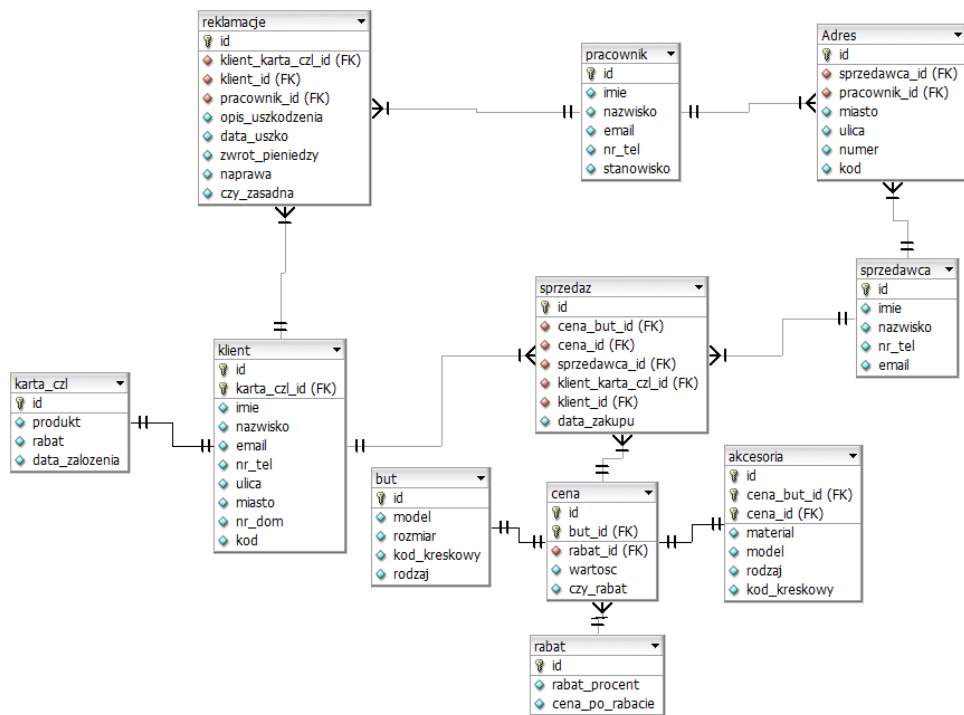 reklamacje
id
klient_karta_czl_id (FK)
klient_id (FK)
pracownik_id (FK)
opis_uszkodzenia
data_uszko
zwrot_pieniedzy
naprawa
czy_zasadna
pracownik
id
imie
nazwisko
email
nr_tel
stanowisko
Adres
id
sprzedawca_id (FK)
pracownik_id (FK)
miasto
ulica
numer
kod
sprzedawca
id
imie
nazwisko
nr_tel
email
sprzedaz
id
cena_but_id (FK)
cena_id (FK)
sprzedawca_id (FK)
klient_karta_czl_id (FK)
klient_id (FK)
data_zakupu
klient
id
karta_czl_id (FK)
imie
nazwisko
email
nr_tel
ulica
miasto
nr_dom
kod
karta_czl
id
produkt
rabat
data_zalozenia
but
id
model
rozmiar
kod_kreskowy
rodzaj
cena
id
but_id (FK)
rabat_id (FK)
wartosc
czy_rabat
akcesoria
id
cena_but_id (FK)
cena_id (FK)
material
model
rodzaj
kod_kreskowy
rabat
id
rabat_procent
cena_po_rabacie